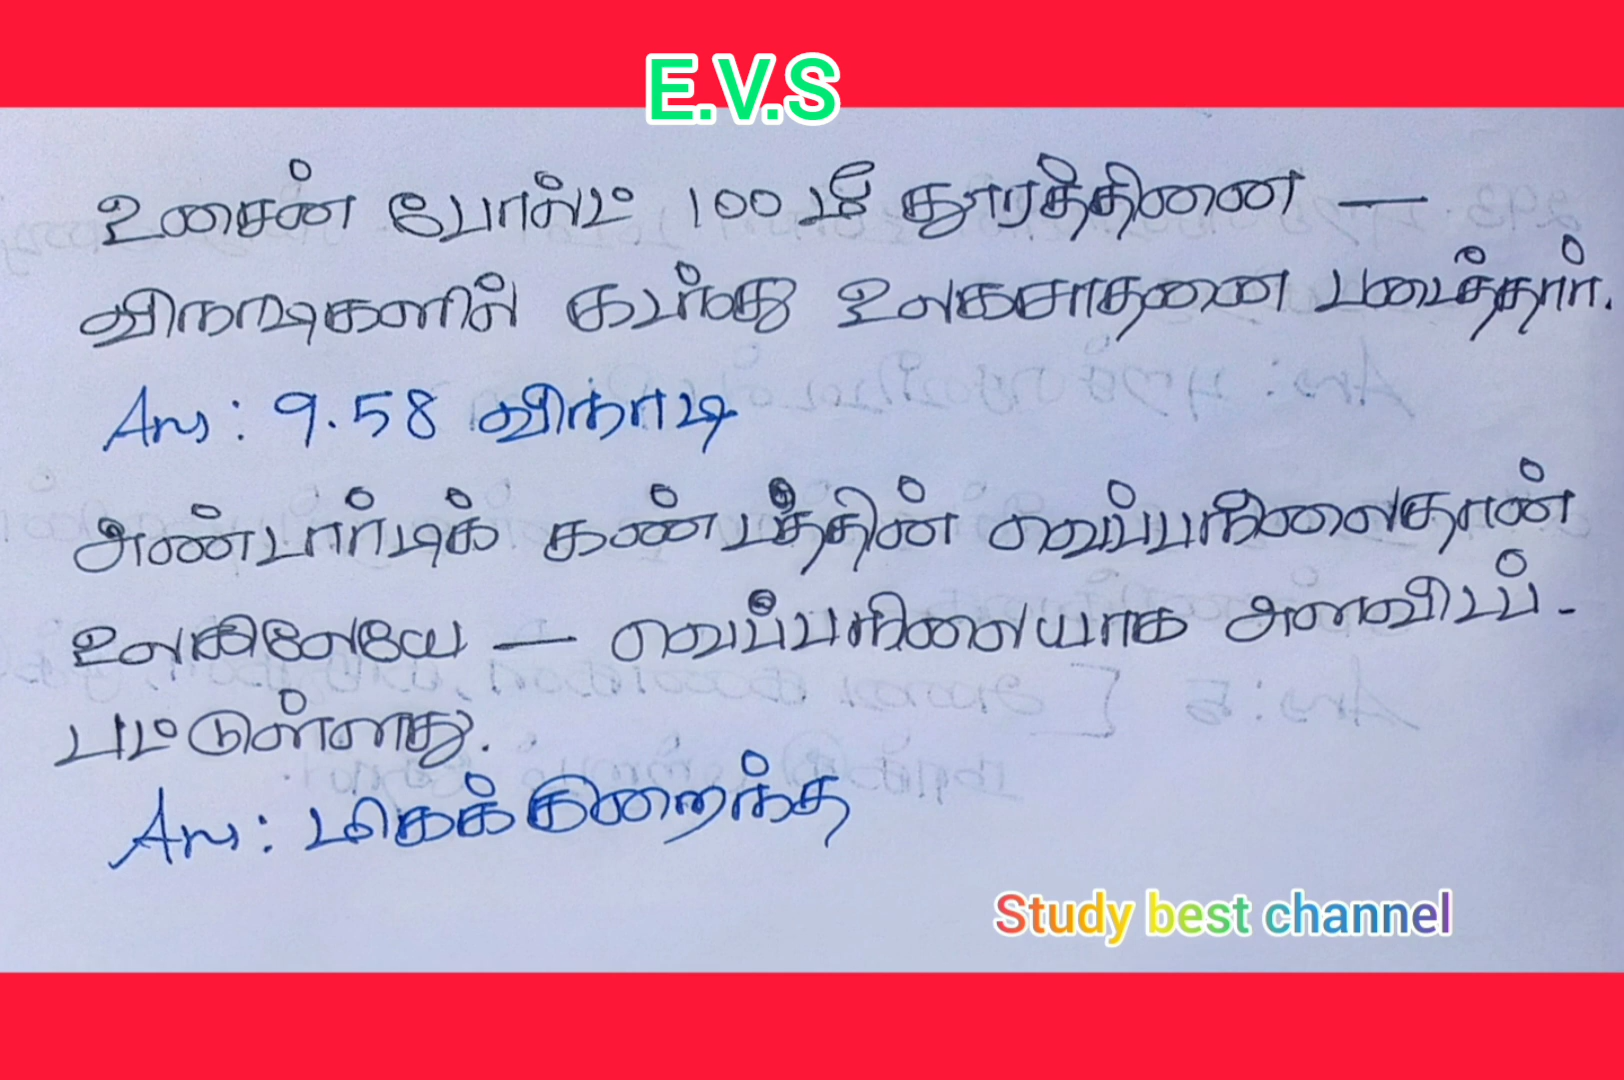 E.V.S
உசைன் போல்ட் 100 மீ தூரத்தினை —
விநாடிகளில் கடந்து உலகசாதனை படைத்தார்.
Ans: 9.58 விநாடி
அண்டார்டிக் கண்டத்தின் வெப்பநிலைதான்
உலகிலேயே — வெப்பநிலையாக அளவிடப்-
பட்டுள்ளது.
Ans: மிகக்குறைந்த
Study best channel